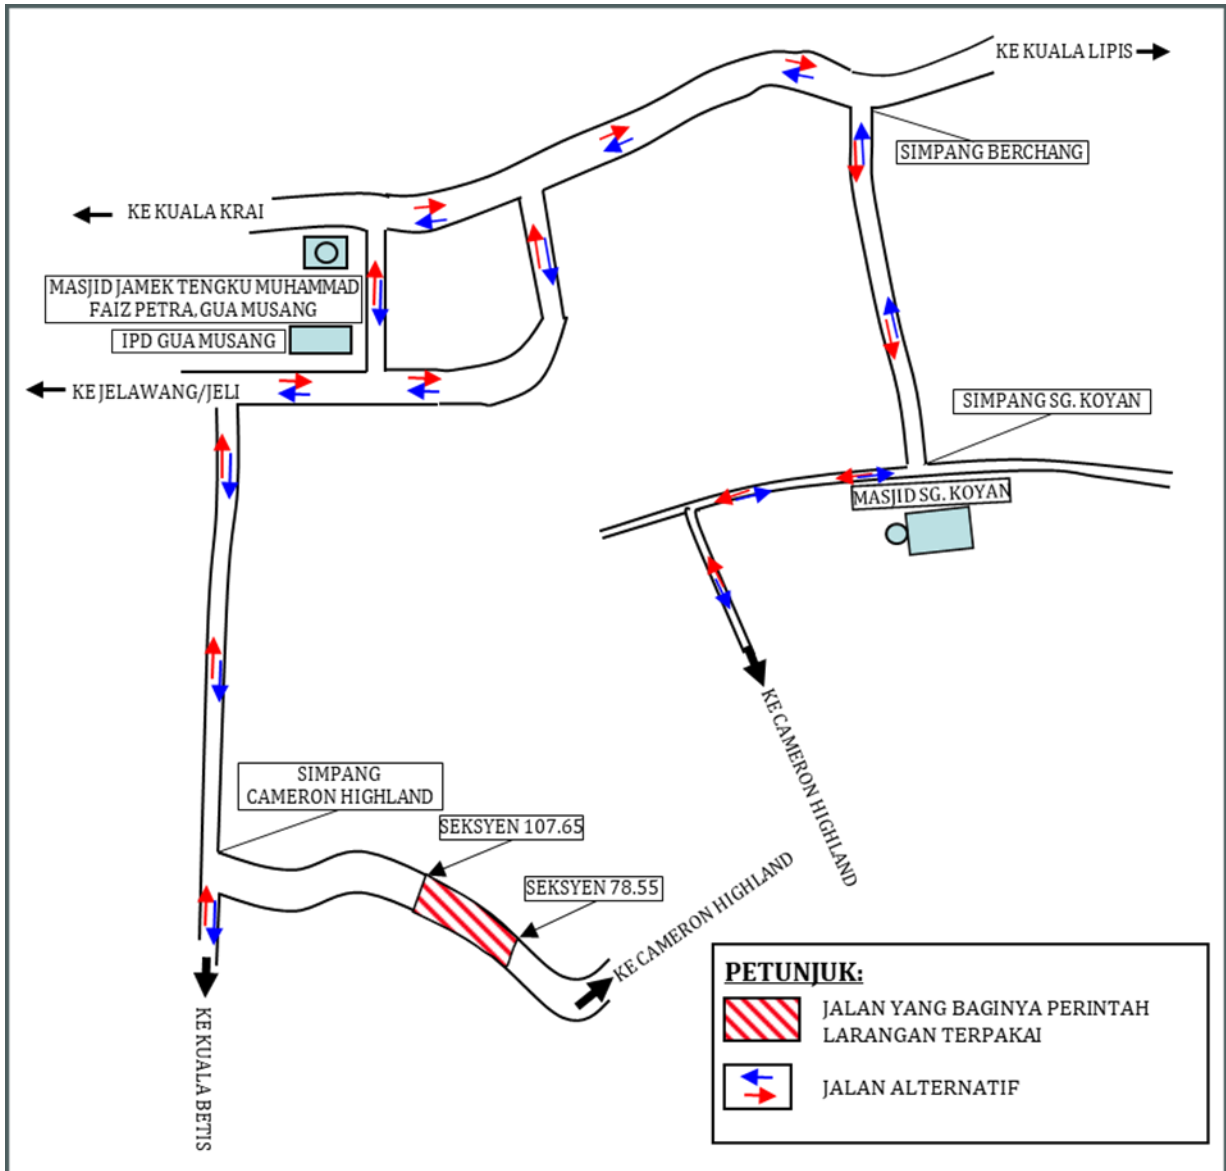 KE KUALA LIPIS
SIMPANG BERCHANG
KE KUALA KRAI
MASJID JAMEK TENGKU MUHAMMAD
FAIZ PETRA, GUA MUSANG
IPD GUA MUSANG
KE JELAWANG/JELI
SIMPANG SG. KOYAN
MASJID SG. KOYAN
KE CAMERON HIGHLAND
SIMPANG
CAMERON HIGHLAND
SEKSYEN 107.65
SEKSYEN 78.55
KE CAMERON HIGHLAND
KE KUALA BETIS
PETUNJUK:
JALAN YANG BAGINYA PERINTAH
LARANGAN TERPAKAI
JALAN ALTERNATIF